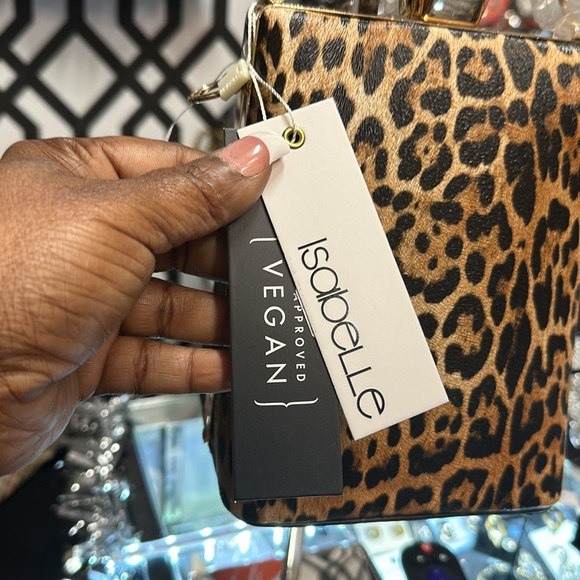 Isabelle
{ VEGAN }
APPROVED